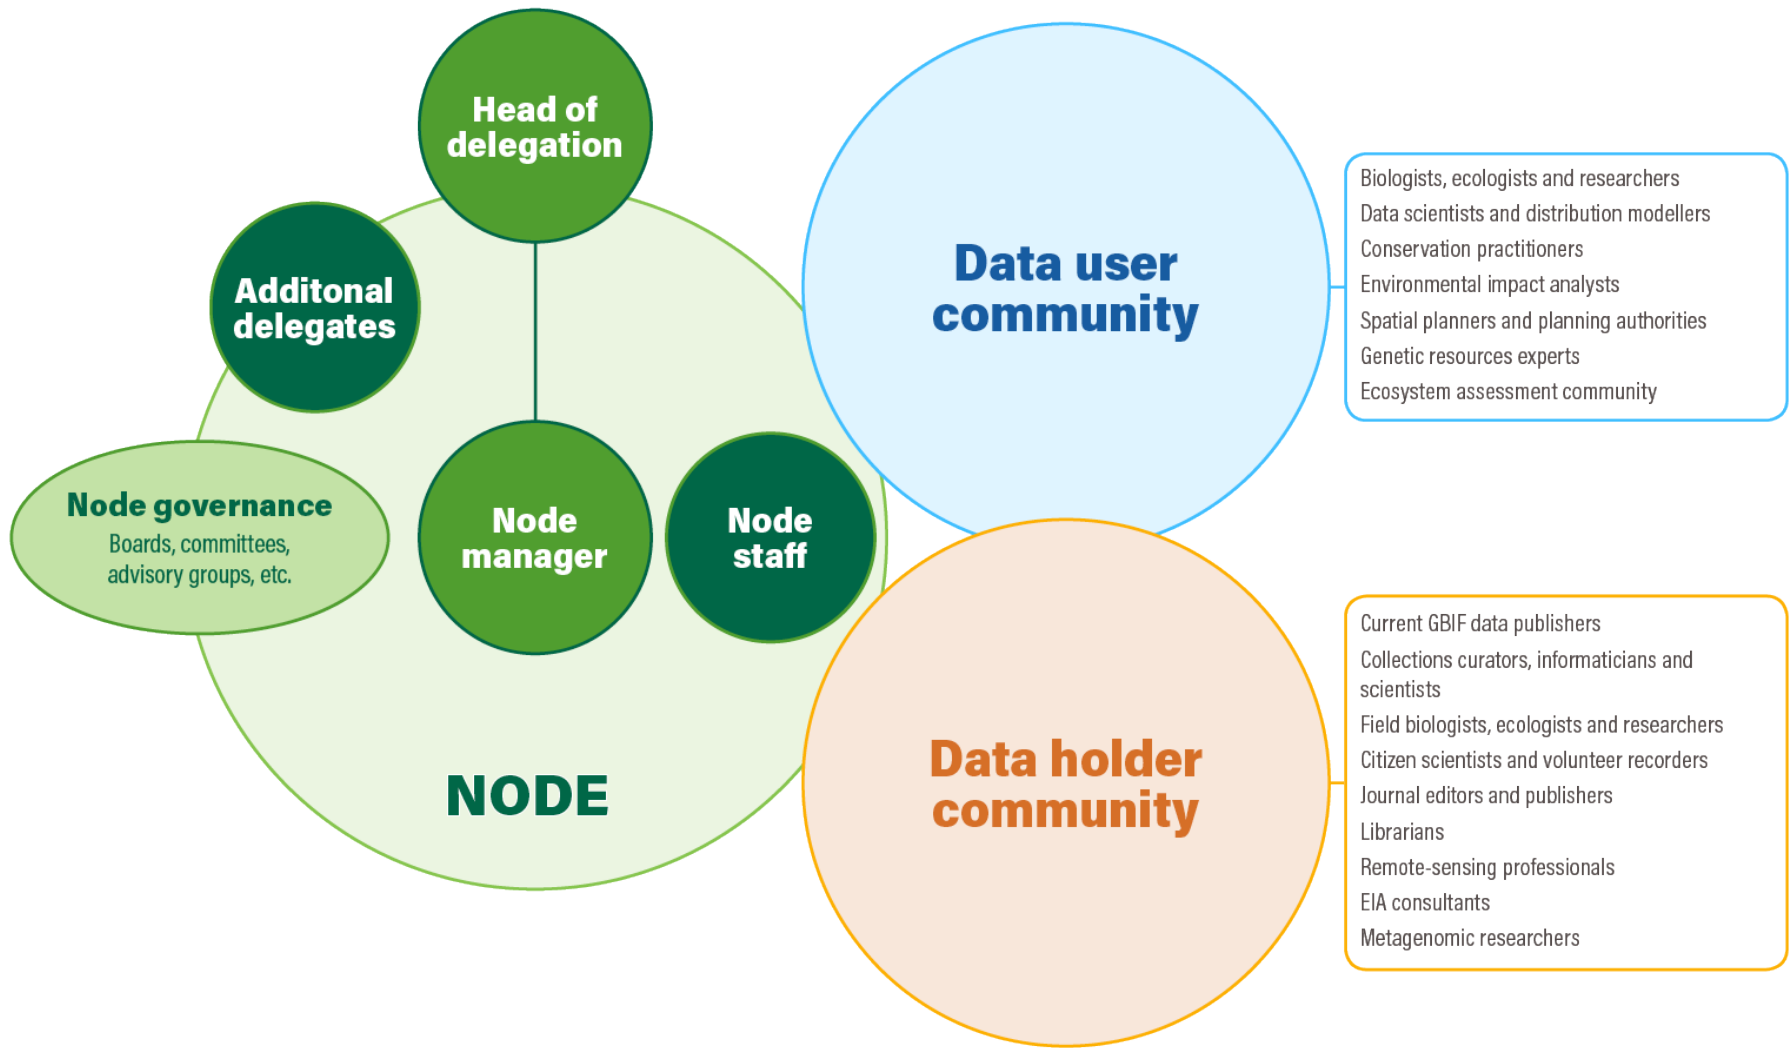 Head of
delegation
Additonal
delegates
Node governance
Boards, committees,
advisory groups, etc.
Node
manager
Node
staff
NODE
Data user
community
Biologists, ecologists and researchers
Data scientists and distribution modellers
Conservation practitioners
Environmental impact analysts
Spatial planners and planning authorities
Genetic resources experts
Ecosystem assessment community
Data holder
community
Current GBIF data publishers
Collections curators, informaticians and
scientists
Field biologists, ecologists and researchers
Citizen scientists and volunteer recorders
Journal editors and publishers
Librarians
Remote-sensing professionals
EIA consultants
Metagenomic researchers